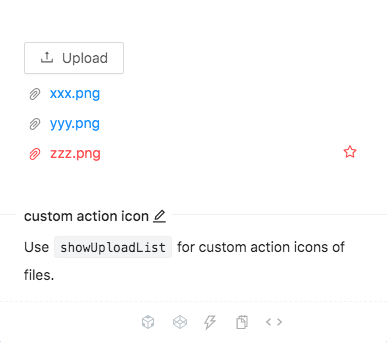 Upload
xxx.png
yyy.png
zzz.png
custom action icon
Use showUploadList for custom action icons of
files.